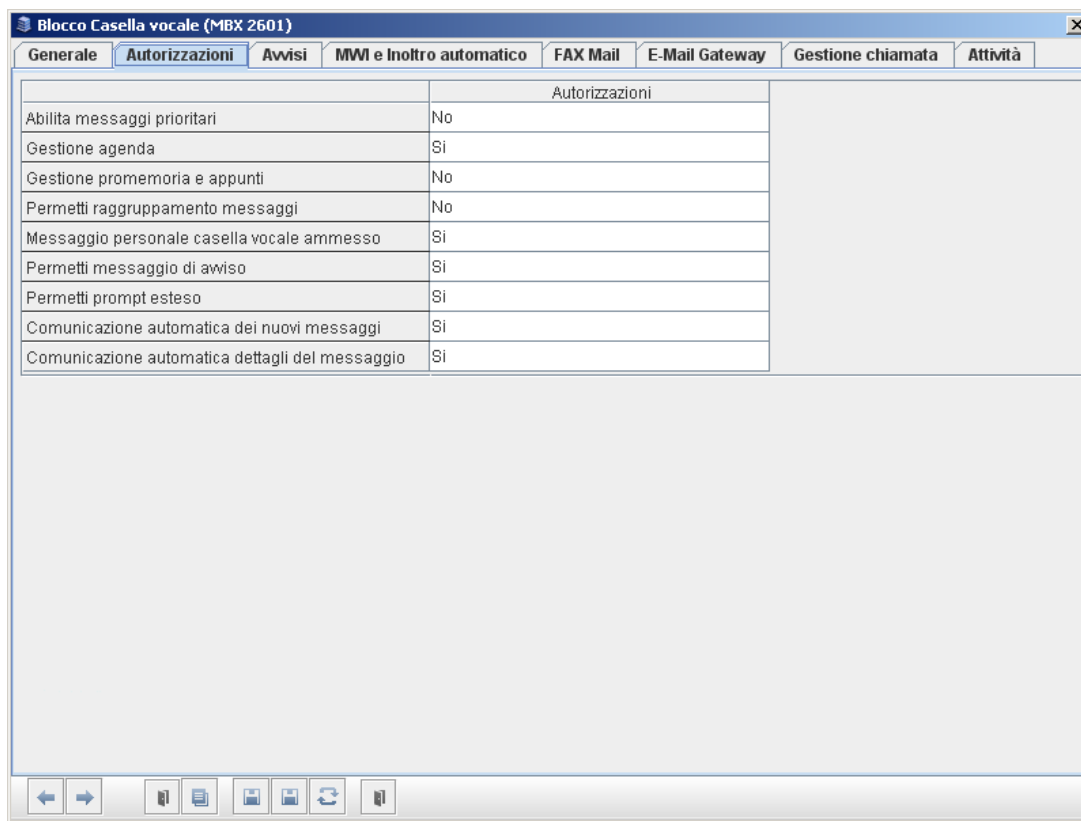 Blocco Casella vocale (MBX 2601)
Generale Autorizzazioni Avvisi MWI e Inoltro automatico FAX Mail E-Mail Gateway Gestione chiamata Attività
Autorizzazioni
Abilita messaggi prioritari No
Gestione agenda Si
Gestione promemoria e appunti No
Permetti raggruppamento messaggi No
Messaggio personale casella vocale ammesso Si
Permetti messaggio di avviso Si
Permetti prompt esteso Si
Comunicazione automatica dei nuovi messaggi Si
Comunicazione automatica dettagli del messaggio Si